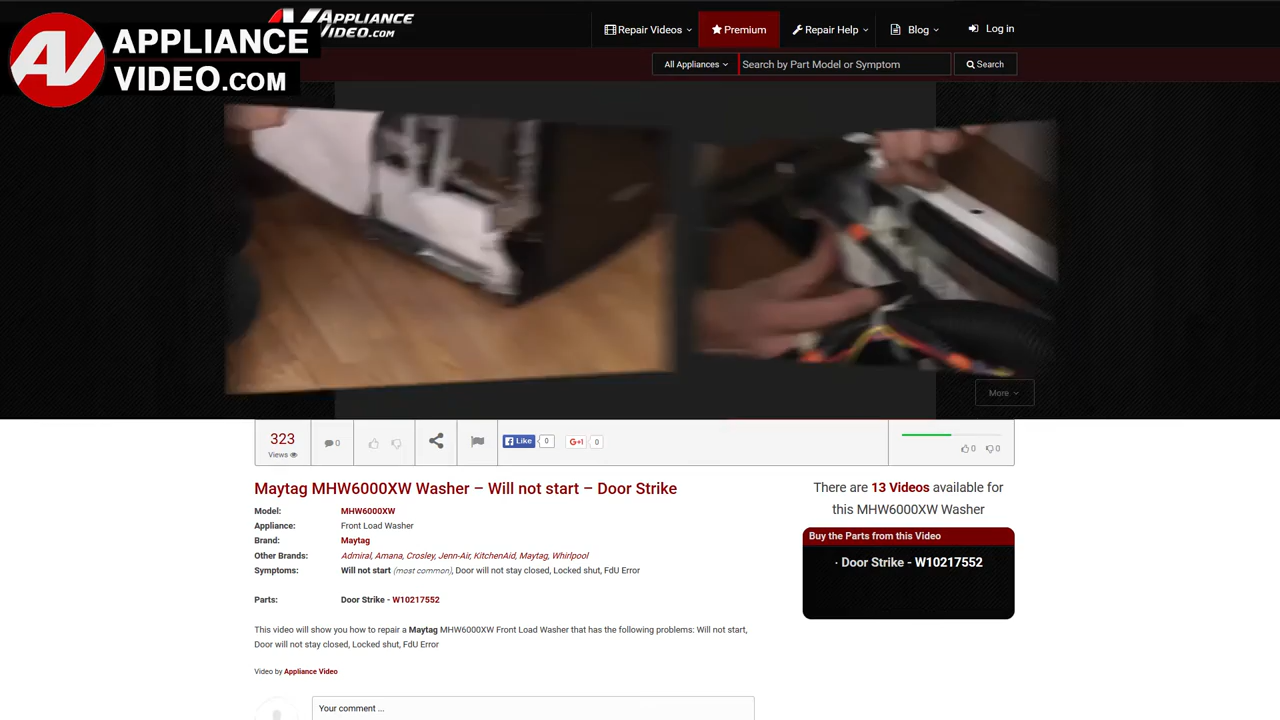 APPLIANCE
VIDEO.COM
APPLIANCE
VIDEO.COM
Repair Videos
Premium
Repair Help
Blog
Log in
All Appliances
Search by Part Model or Symptom
Search
More
323
Views
0
Like
0
G+1
0
0
0
Maytag MHW6000XW Washer – Will not start – Door Strike
Model: MHW6000XW
Appliance: Front Load Washer
Brand: Maytag
Other Brands: Admiral, Amana, Crosley, Jenn-Air, KitchenAid, Maytag, Whirlpool
Symptoms: Will not start (most common), Door will not stay closed, Locked shut, FdU Error
Parts: Door Strike - W10217552
This video will show you how to repair a Maytag MHW6000XW Front Load Washer that has the following problems: Will not start,
Door will not stay closed, Locked shut, FdU Error
Video by Appliance Video
Your comment ...
There are 13 Videos available for
this MHW6000XW Washer
Buy the Parts from this Video
· Door Strike - W10217552